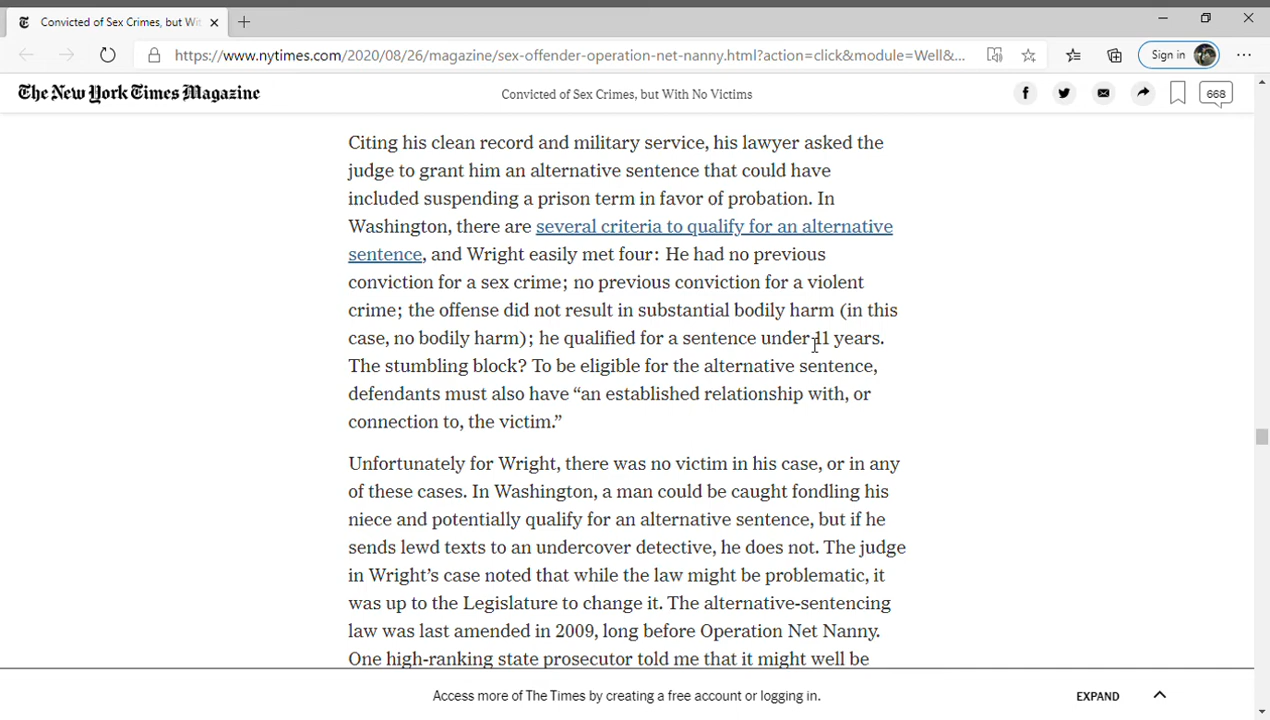 Convicted of Sex Crimes, but Wit
https://www.nytimes.com/2020/08/26/magazine/sex-offender-operation-net-nanny.html?action=click&module=Well&...
Sign in
The New York Times Magazine
Convicted of Sex Crimes, but With No Victims
668
Citing his clean record and military service, his lawyer asked the
judge to grant him an alternative sentence that could have
included suspending a prison term in favor of probation. In
Washington, there are several criteria to qualify for an alternative
sentence, and Wright easily met four: He had no previous
conviction for a sex crime; no previous conviction for a violent
crime; the offense did not result in substantial bodily harm (in this
case, no bodily harm); he qualified for a sentence under 11 years.
The stumbling block? To be eligible for the alternative sentence,
defendants must also have “an established relationship with, or
connection to, the victim.”
Unfortunately for Wright, there was no victim in his case, or in any
of these cases. In Washington, a man could be caught fondling his
niece and potentially qualify for an alternative sentence, but if he
sends lewd texts to an undercover detective, he does not. The judge
in Wright’s case noted that while the law might be problematic, it
was up to the Legislature to change it. The alternative-sentencing
law was last amended in 2009, long before Operation Net Nanny.
One high-ranking state prosecutor told me that it might well be
Access more of The Times by creating a free account or logging in.
EXPAND